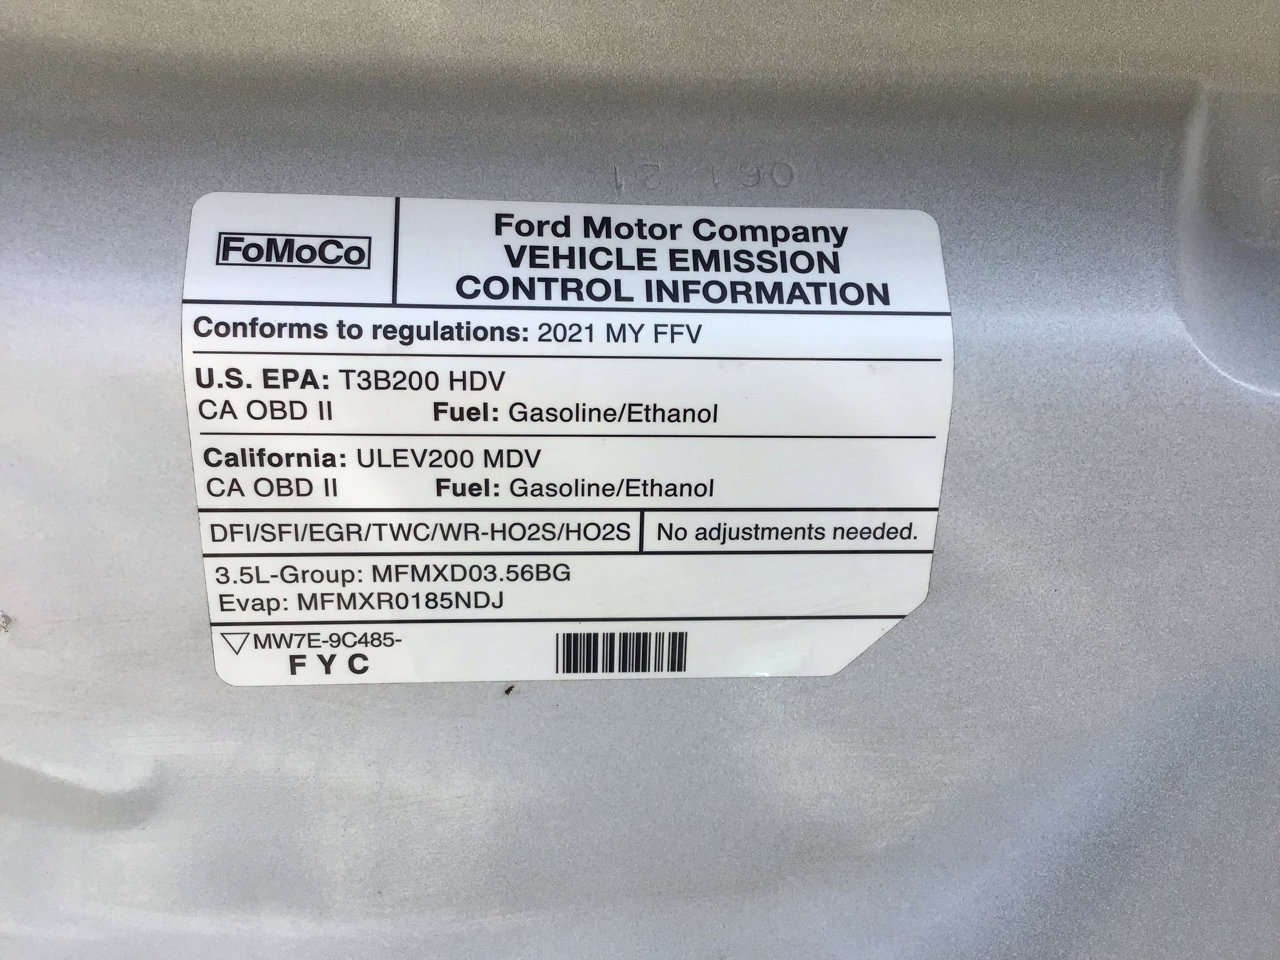 FoMoCo
Ford Motor Company
VEHICLE EMISSION
CONTROL INFORMATION
Conforms to regulations: 2021 MY FFV
U.S. EPA: T3B200 HDV
CA OBD II Fuel: Gasoline/Ethanol
California: ULEV200 MDV
CA OBD II Fuel: Gasoline/Ethanol
DFI/SFI/EGR/TWC/WR-HO2S/HO2S No adjustments needed.
3.5L-Group: MFMXD03.56BG
Evap: MFMXR0185NDJ
MW7E-9C485-
F Y C